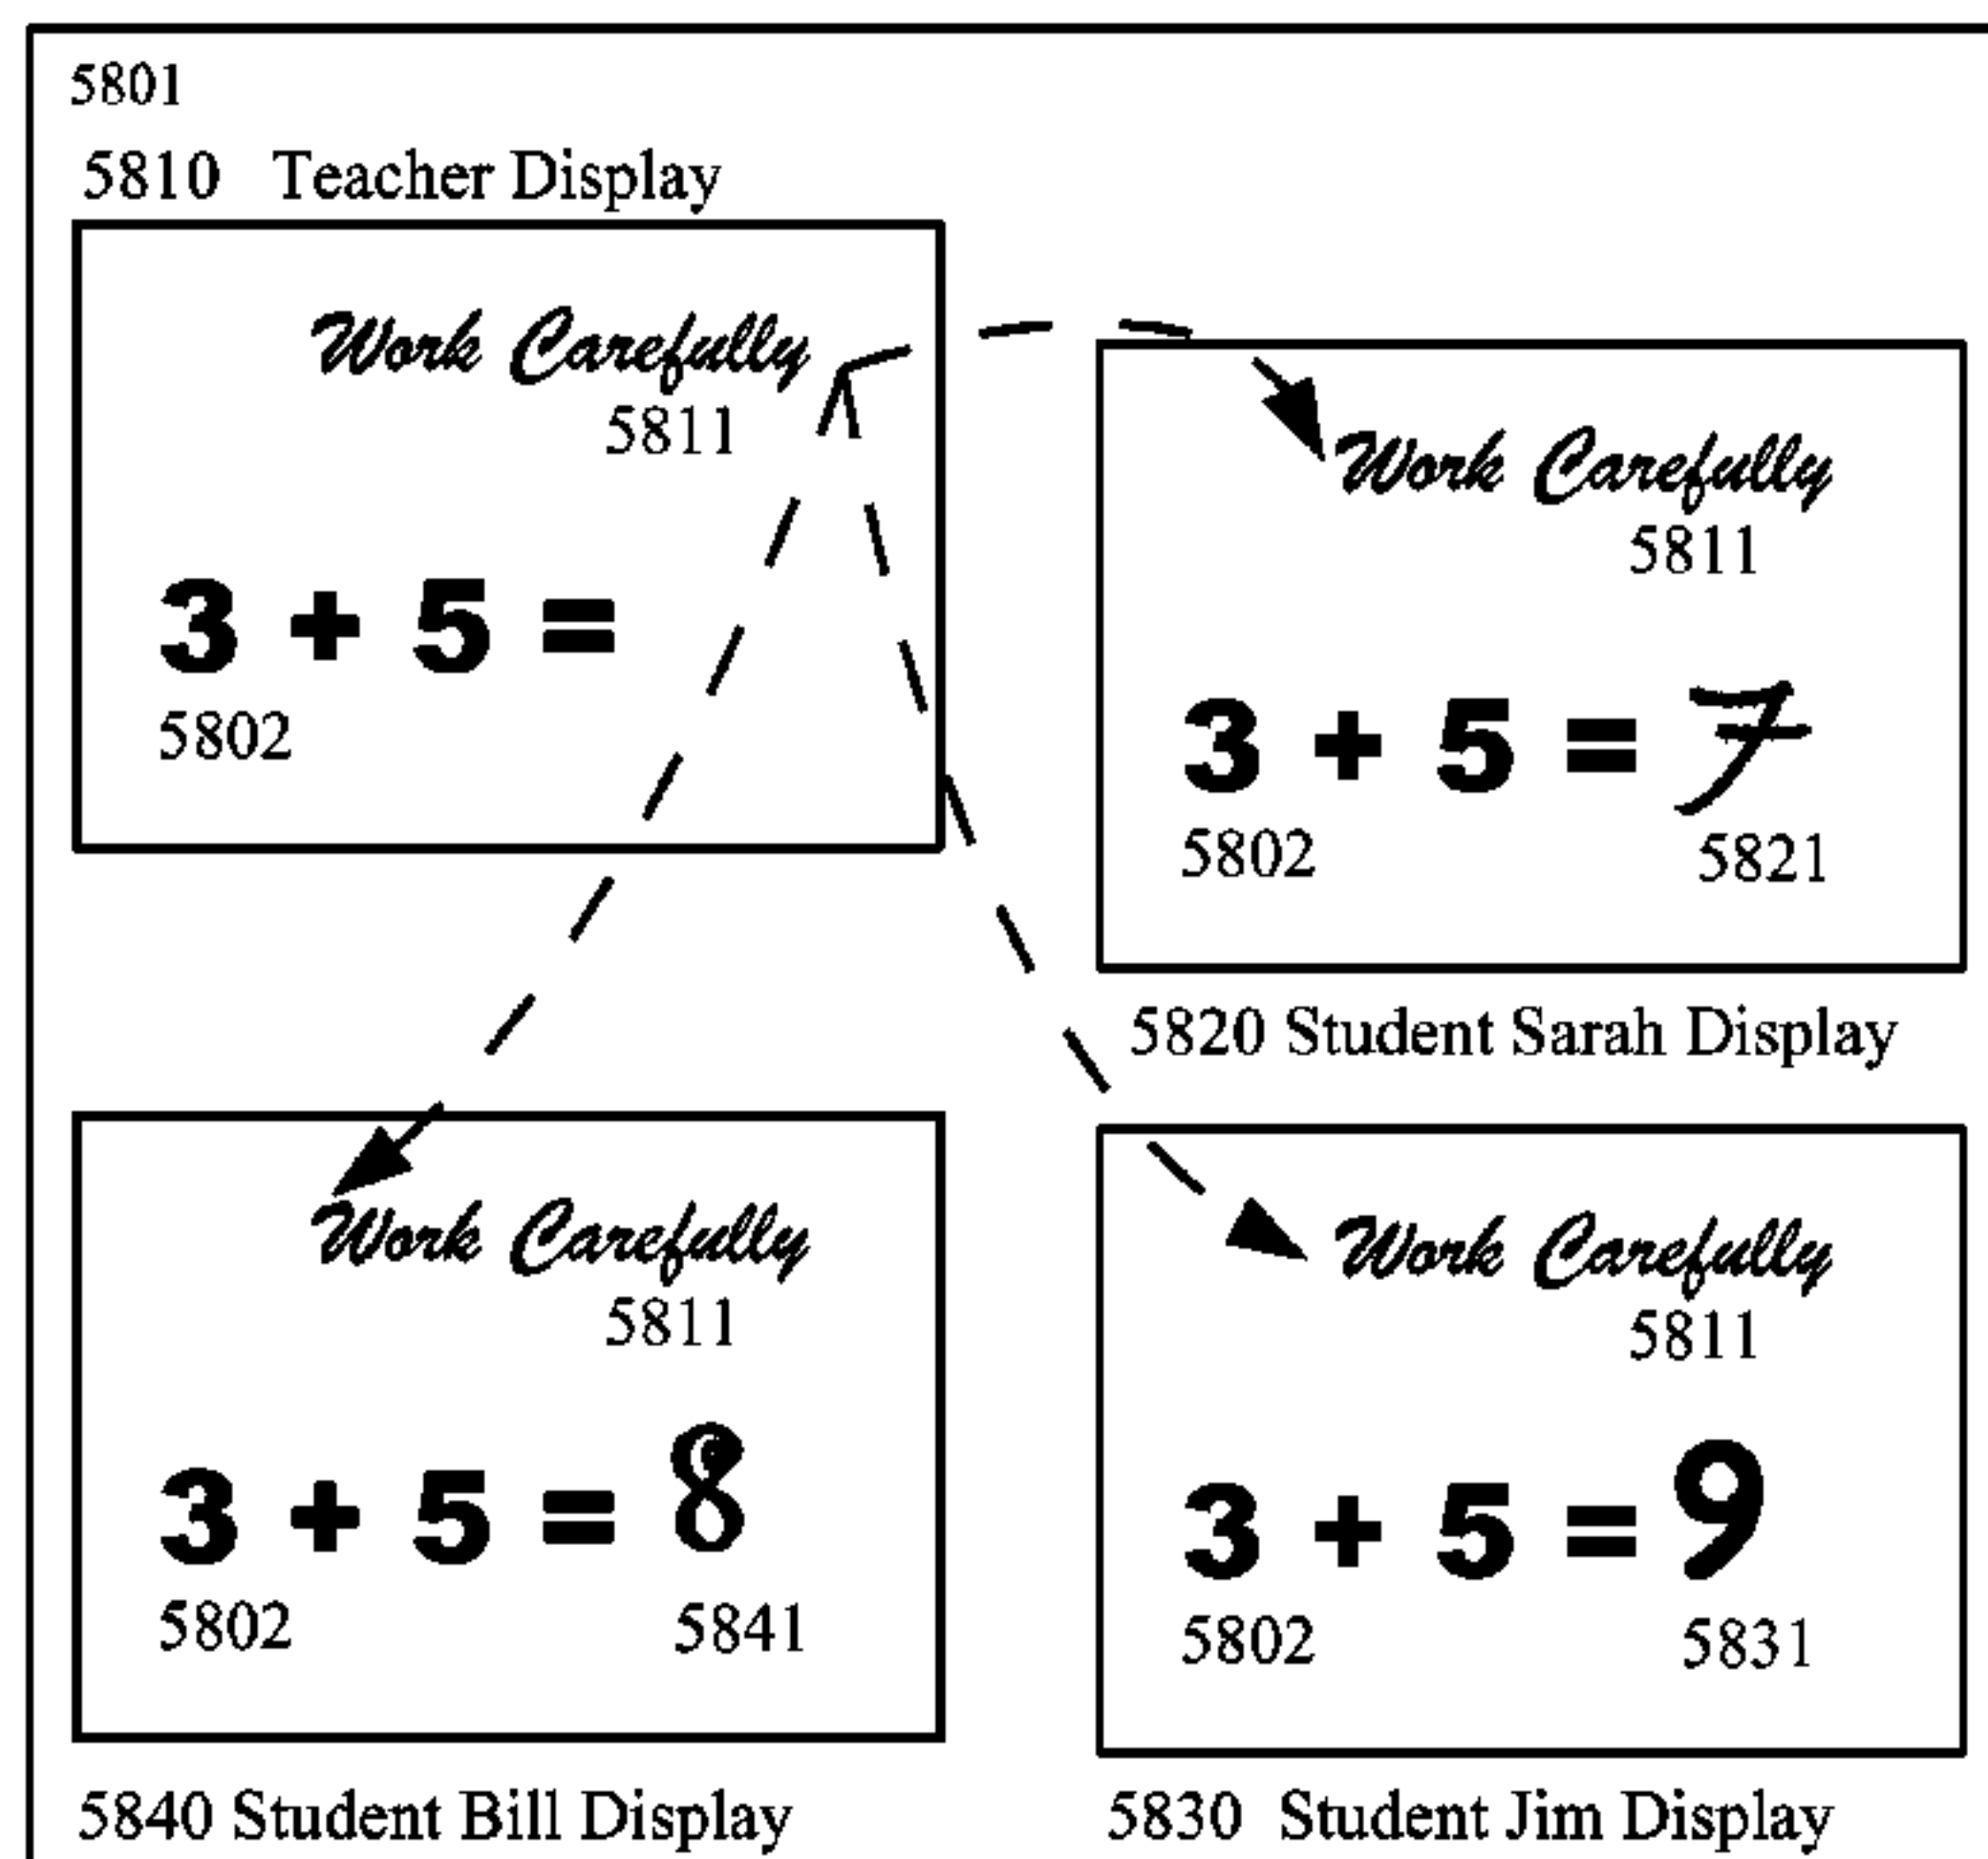 5801
5810 Teacher Display
Work Carefully
5811
3 + 5 =
5802
Work Carefully
5811
3 + 5 = 7
5802 5821
5820 Student Sarah Display
Work Carefully
5811
3 + 5 = 8
5802 5841
5840 Student Bill Display
Work Carefully
5811
3 + 5 = 9
5802 5831
5830 Student Jim Display